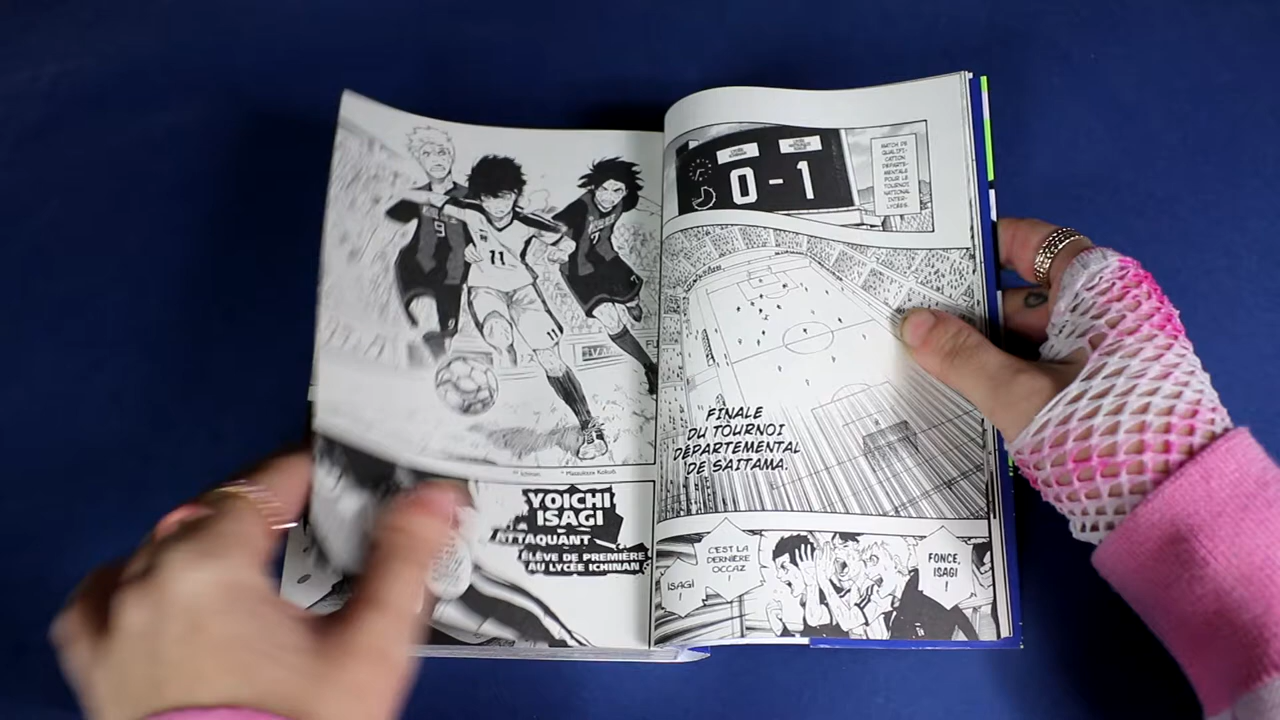 0 - 1
MATCH DE
QUALIFI-
CATION
DÉPARTE-
MENTALE
POUR LE
TOURNOI
NATIONAL
INTER-
LYCÉES.
FINALE
DU TOURNOI
DÉPARTEMENTAL
DE SAITAMA.
C'EST LA
DERNIÈRE
OCCAZ
!
ISAGI
!
FONCE,
ISAGI
!
9
11
7
11
YOICHI
ISAGI
ATTAQUANT
ÉLÈVE DE PREMIÈRE
AU LYCÉE ICHINAN